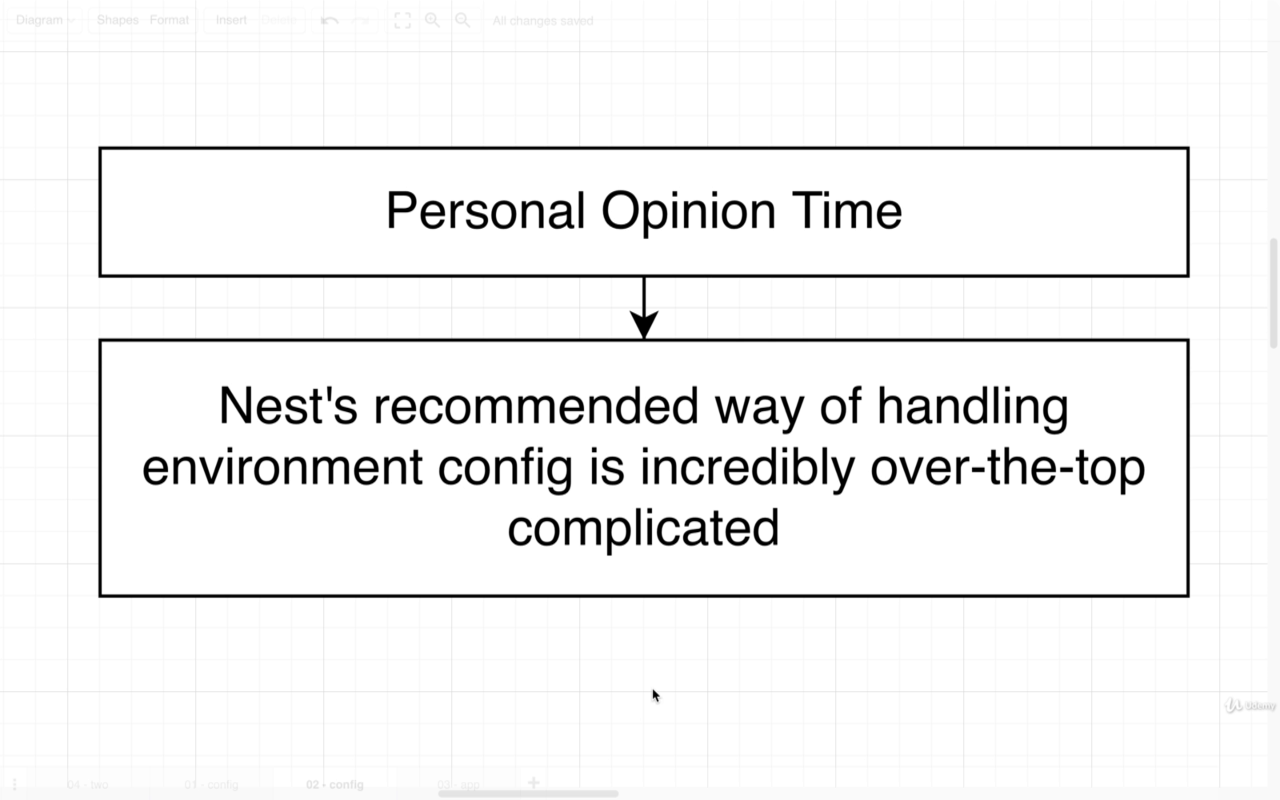 Diagram Shapes Format Insert Delete All changes saved
Personal Opinion Time
Nest's recommended way of handling
environment config is incredibly over-the-top
complicated
Udemy
04 - two 01 - config 02 - config 03 - app